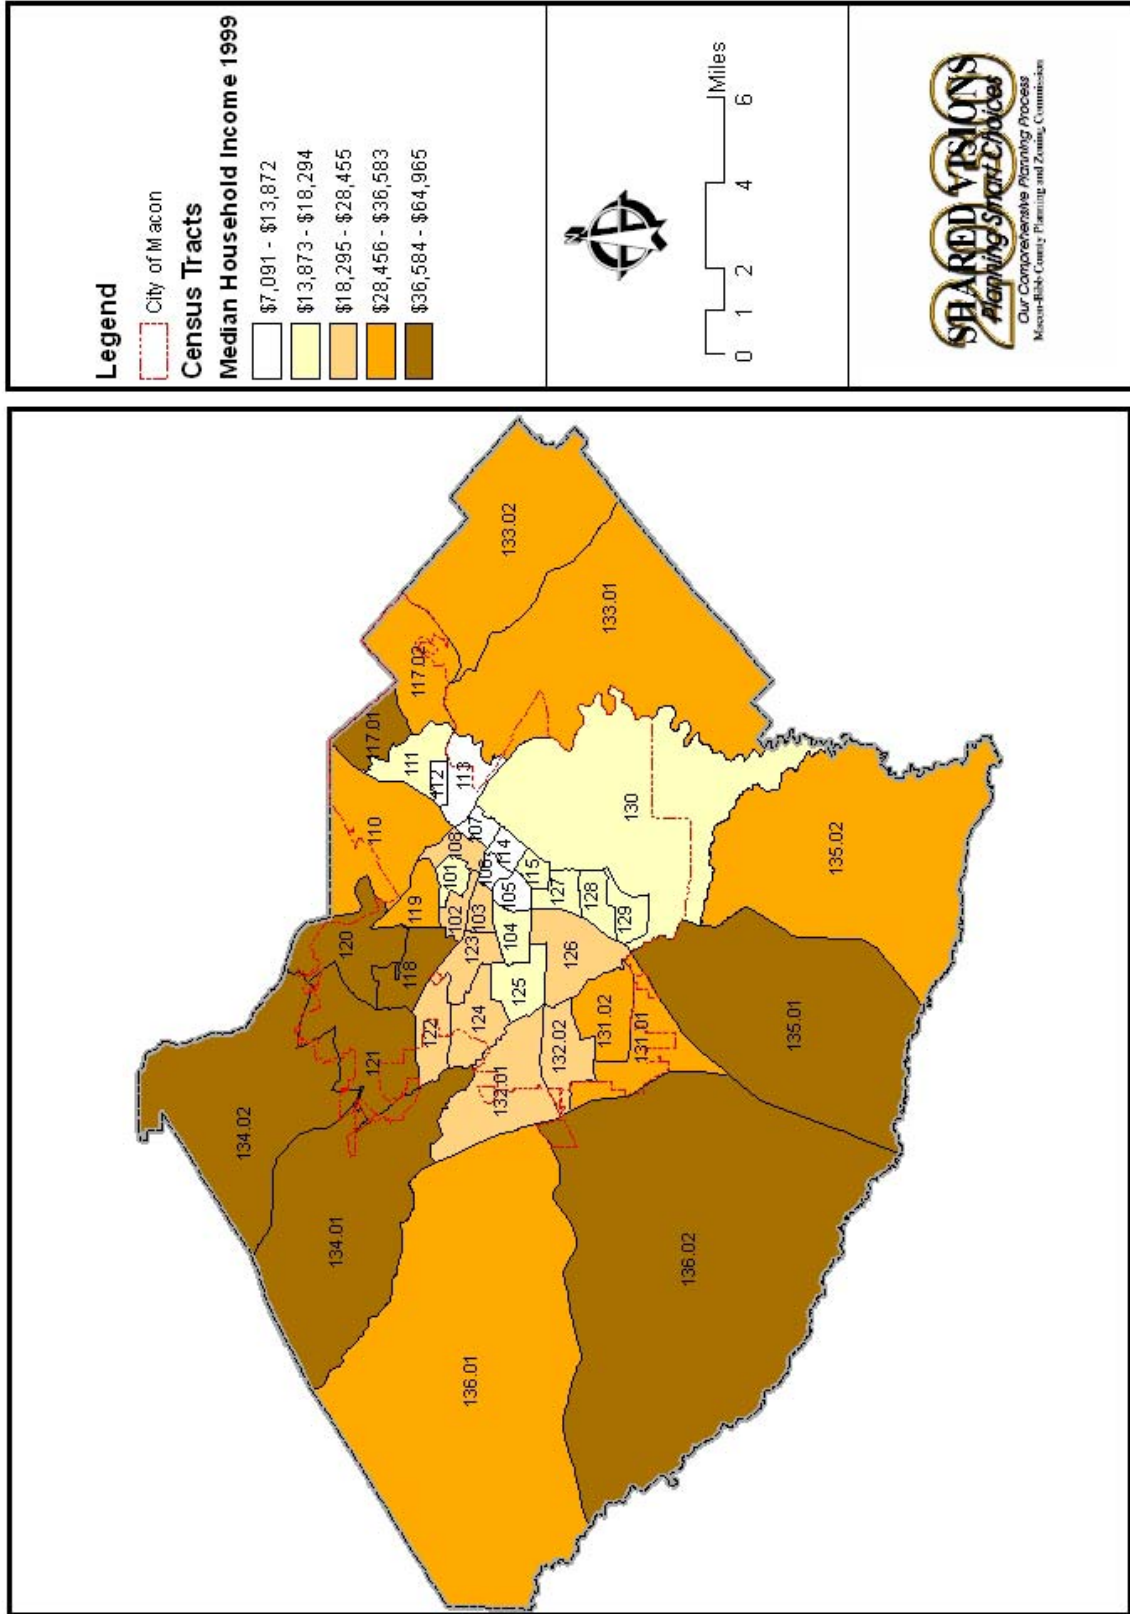 Legend
City of Macon
Census Tracts
Median Household Income 1999
$7,091 - $13,872
$13,873 - $18,294
$18,295 - $28,455
$28,456 - $36,583
$36,584 - $64,965
N
0 1 2 4 6
Miles
2030
SHARED VISIONS
Planning Smart Choices
Our Comprehensive Planning Process
Macon-Bibb County Planning and Zoning Commission
134.02
134.01
136.01
136.02
121
120
118
122
124
132.01
132.02
131.02
131.01
135.01
135.02
119
110
102
101
103
123
104
125
126
108
106
107
105
114
115
127
128
129
130
111
112
113
117.01
117.02
133.02
133.01